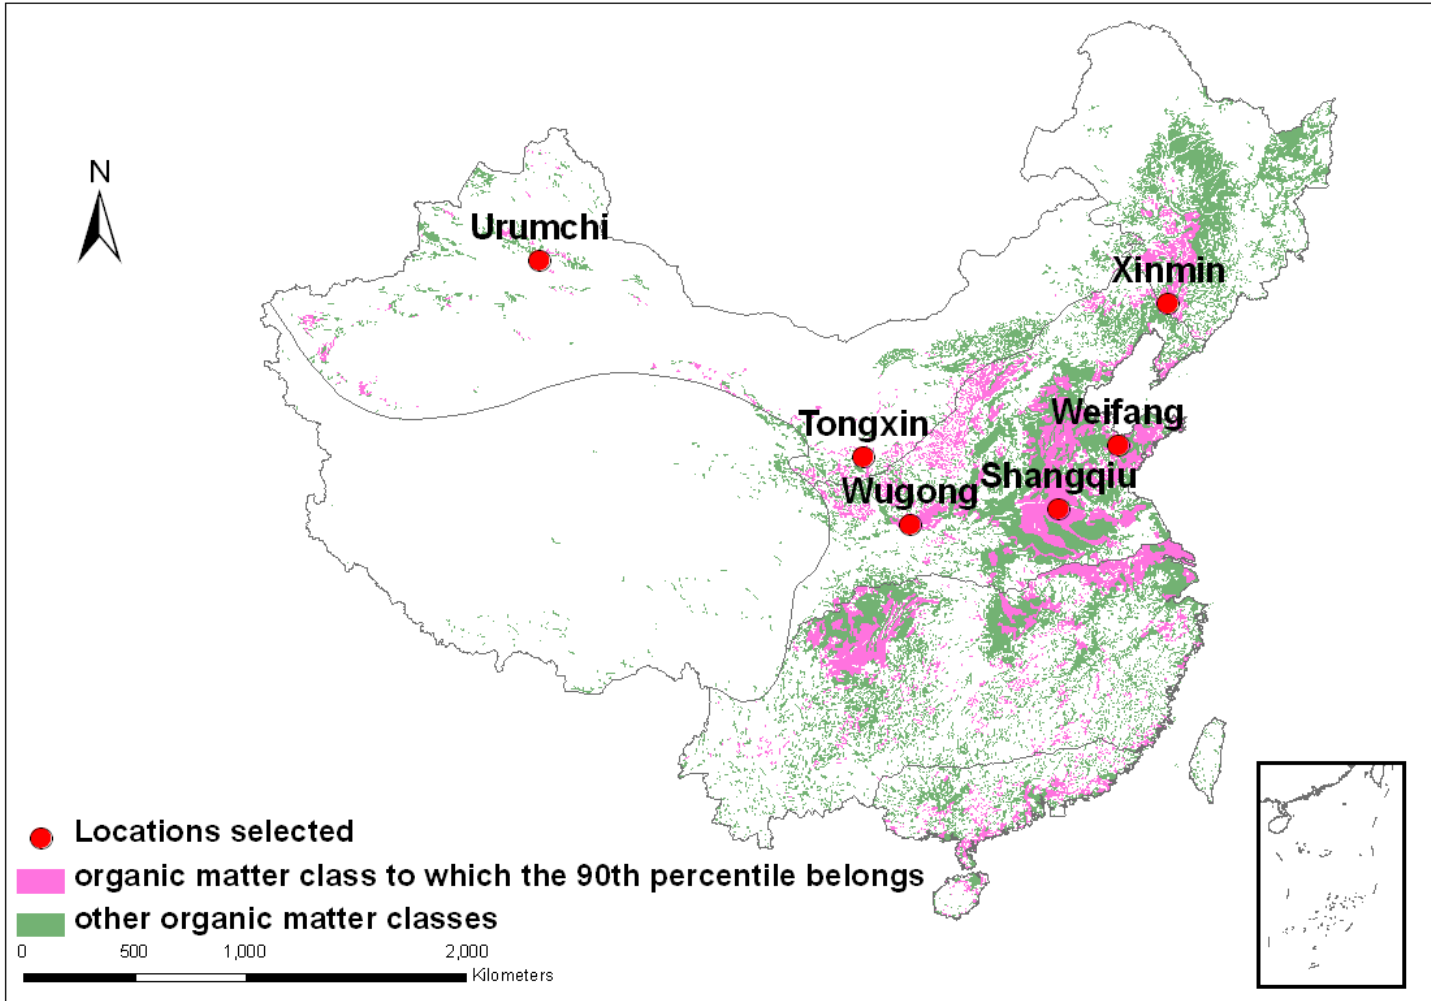 N
Urumchi
Xinmin
Tongxin
Weifang
Wugong
Shangqiu
Locations selected
organic matter class to which the 90th percentile belongs
other organic matter classes
0 500 1,000 2,000
Kilometers